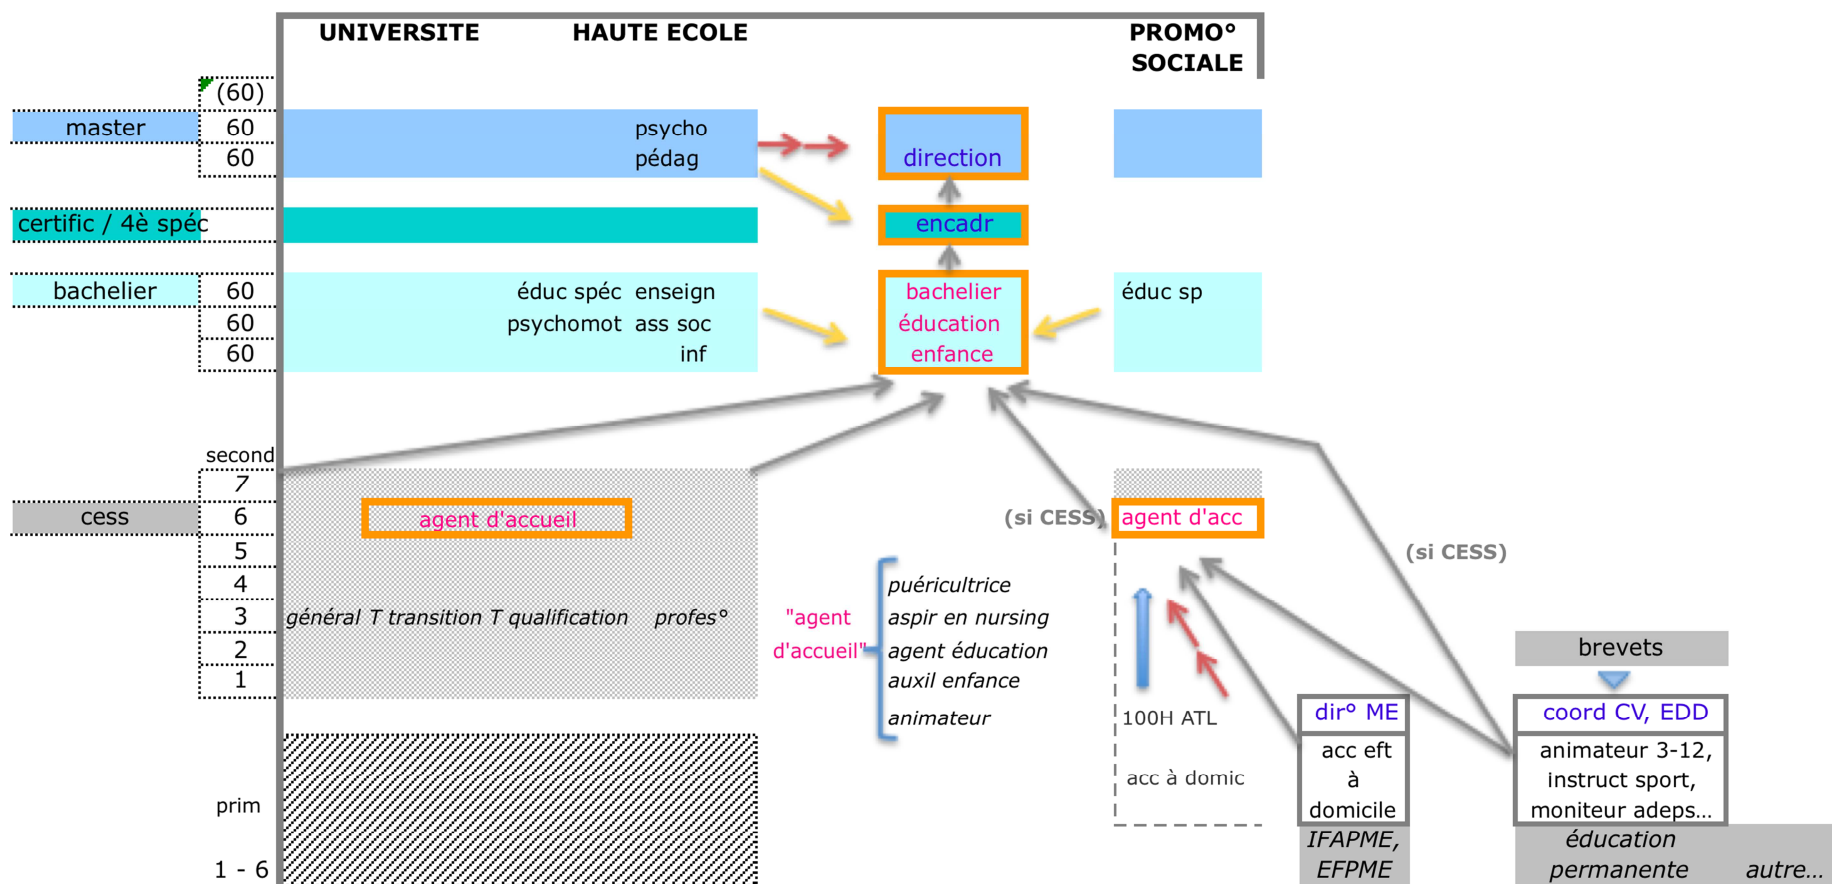 UNIVERSITE HAUTE ECOLE PROMO°
SOCIALE
(60)
master 60 psycho
60 pédag direction
certific / 4è spéc encadr
bachelier 60 éduc spéc enseign bachelier éduc sp
60 psychomot ass soc éducation
60 inf enfance
second
7
cess 6 agent d'accueil (si CESS) agent d'acc
5 (si CESS)
4 puéricultrice
3 général T transition T qualification profes° "agent aspir en nursing
2 d'accueil" agent éducation brevets
1 auxil enfance
animateur 100H ATL dir° ME coord CV, EDD
acc eft animateur 3-12,
acc à domic à instruct sport,
prim domicile moniteur adeps...
IFAPME, éducation
1 - 6 EFPME permanente autre...